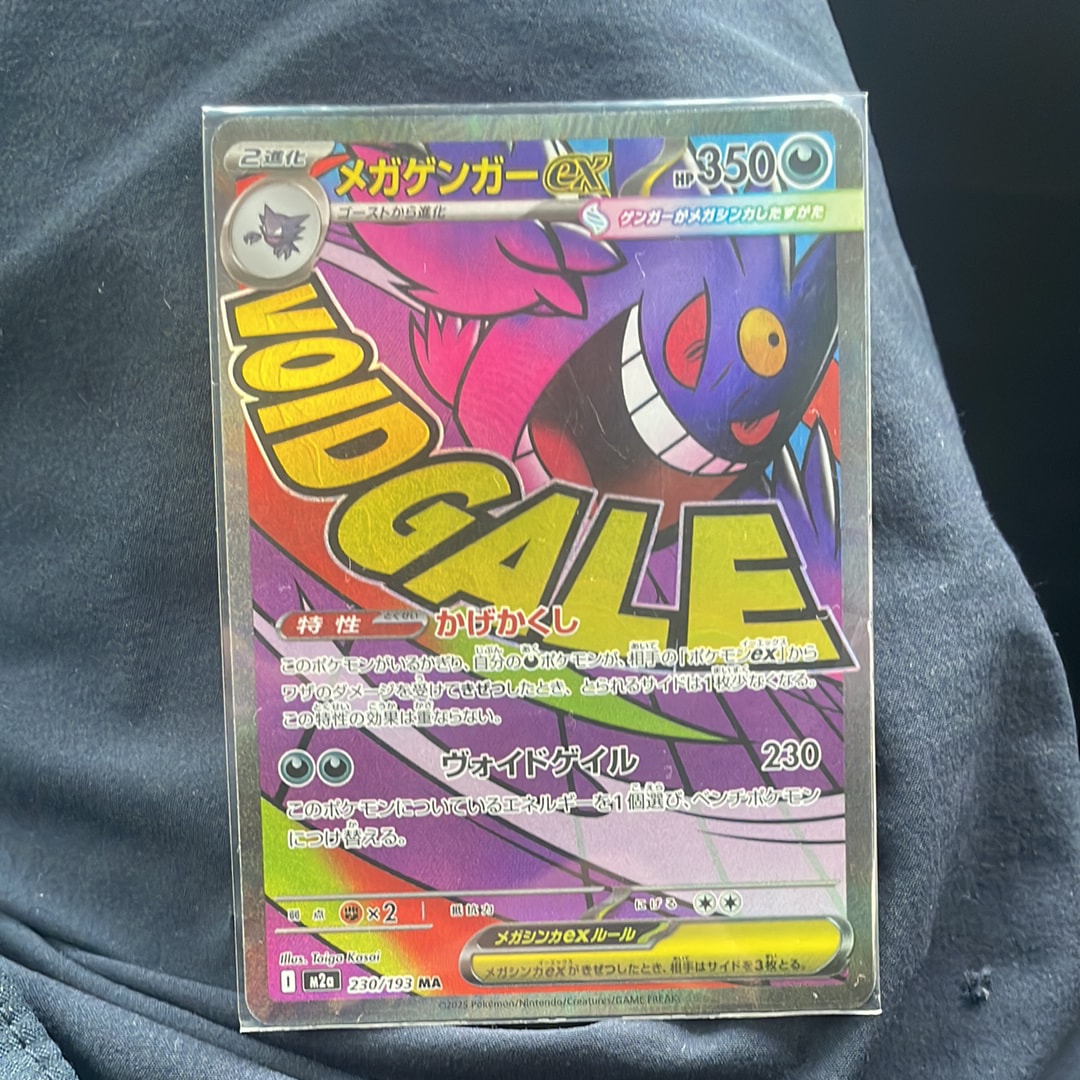 2進化
メガゲンガーex
HP350
ゴーストから進化
ゲンガーがメガシンカしたすがた
VOID GALE
特性 とくせい かげかくし
このポケモンがいるかぎり、自分のポケモンが、相手の「ポケモンex」から
ワザのダメージを受けてきぜつしたとき、とられるサイドは1枚少なくなる。
この特性の効果は重ならない。
ヴォイドゲイル 230
このポケモンについているエネルギーを1個選び、ベンチポケモン
につけ替える。
弱点 ×2 抵抗力 にげる
メガシンカexルール
メガシンカexがきぜつしたとき、相手はサイドを3枚とる。
Illus. Taiga Kasai
I M2a 230/193 MA
©2025 Pokémon/Nintendo/Creatures/GAME FREAK